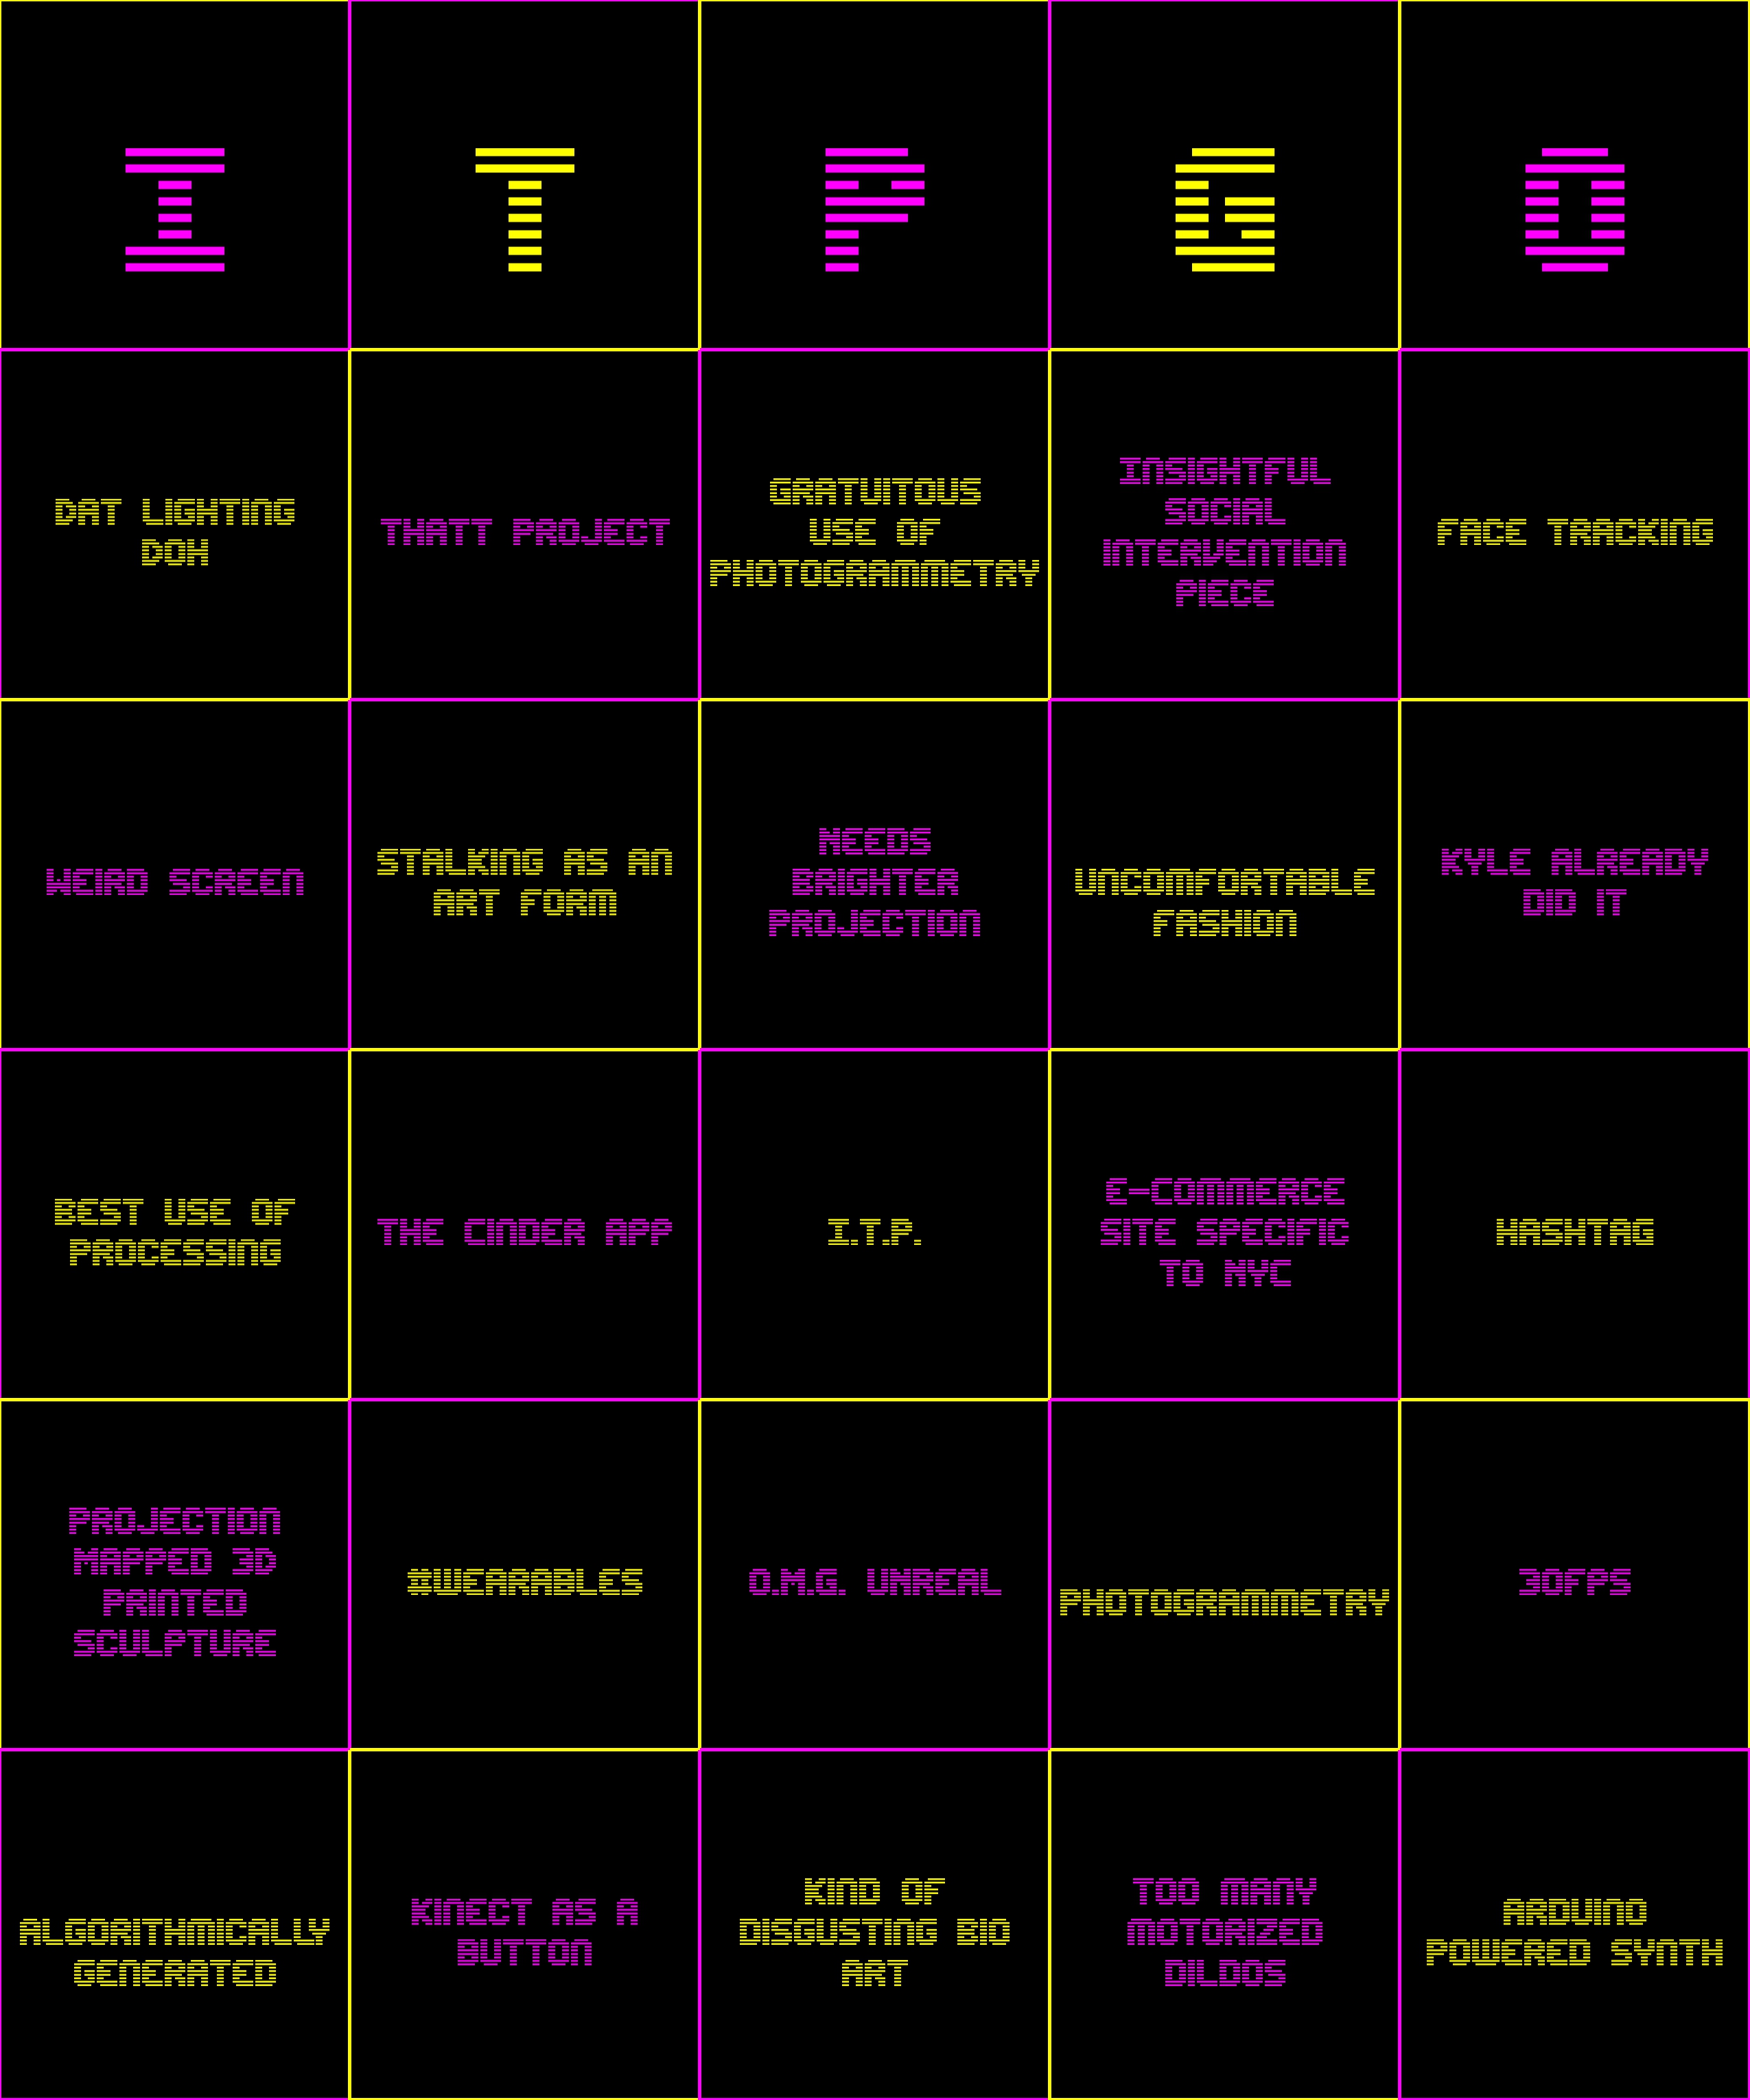 I T P G O
DAT LIGHTING
DOH
THATT PROJECT
GRATUITOUS
USE OF
PHOTOGRAMMETRY
INSIGHTFUL
SOCIAL
INTERVENTION
PIECE
FACE TRACKING
WEIRD SCREEN
STALKING AS AN
ART FORM
NEEDS
BRIGHTER
PROJECTION
UNCOMFORTABLE
FASHION
KYLE ALREADY
DID IT
BEST USE OF
PROCESSING
THE CINDER APP
I.T.P.
E-COMMERCE
SITE SPECIFIC
TO NYC
HASHTAG
PROJECTION
MAPPED 3D
PRINTED
SCULPTURE
#WEARABLES
O.M.G. UNREAL
PHOTOGRAMMETRY
30FPS
ALGORITHMICALLY
GENERATED
KINECT AS A
BUTTON
KIND OF
DISGUSTING BIO
ART
TOO MANY
MOTORIZED
DILDOS
ARDUINO
POWERED SYNTH